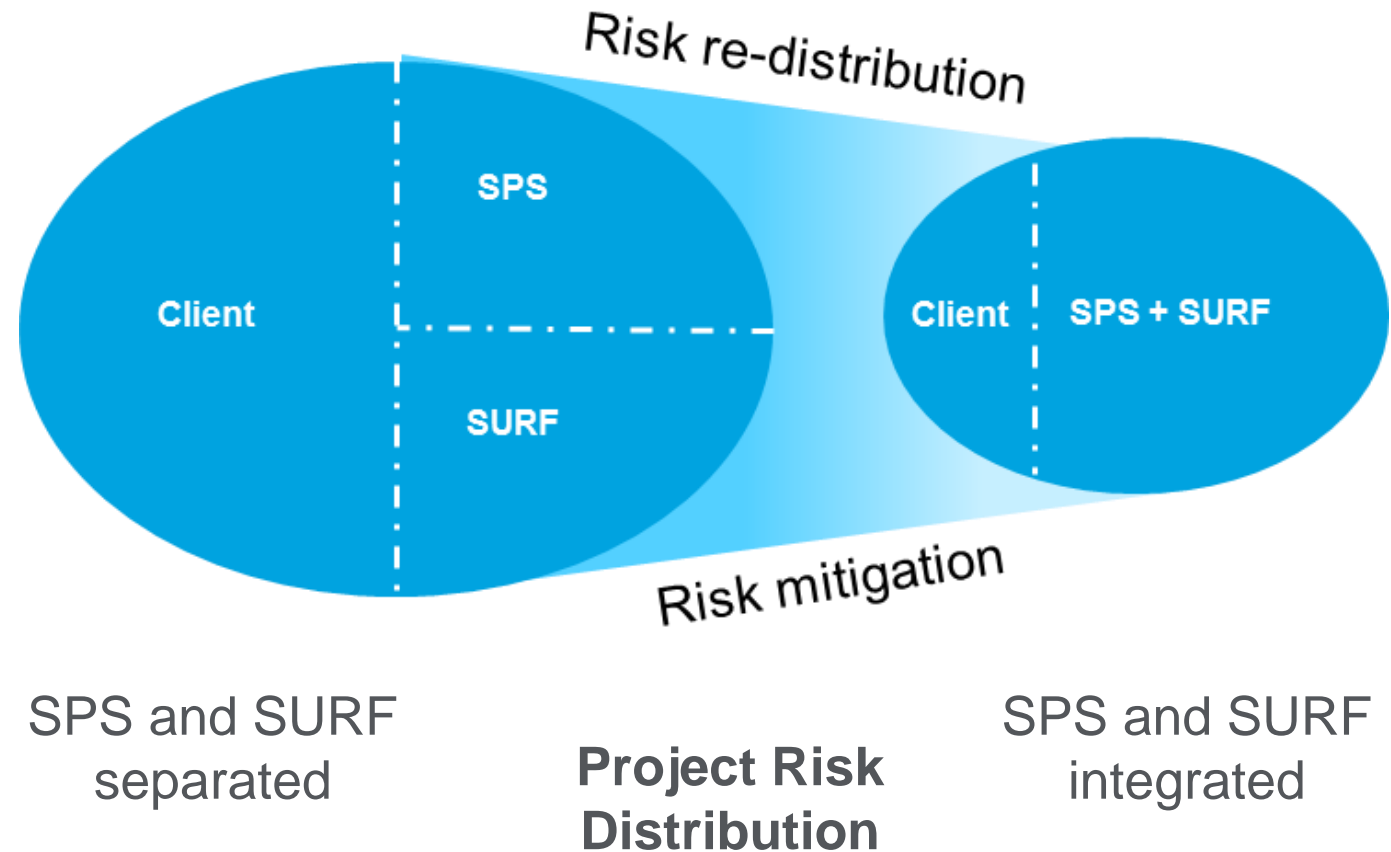 Risk re-distribution
SPS
Client
SURF
Client
SPS + SURF
Risk mitigation
SPS and SURF
separated
Project Risk
Distribution
SPS and SURF
integrated